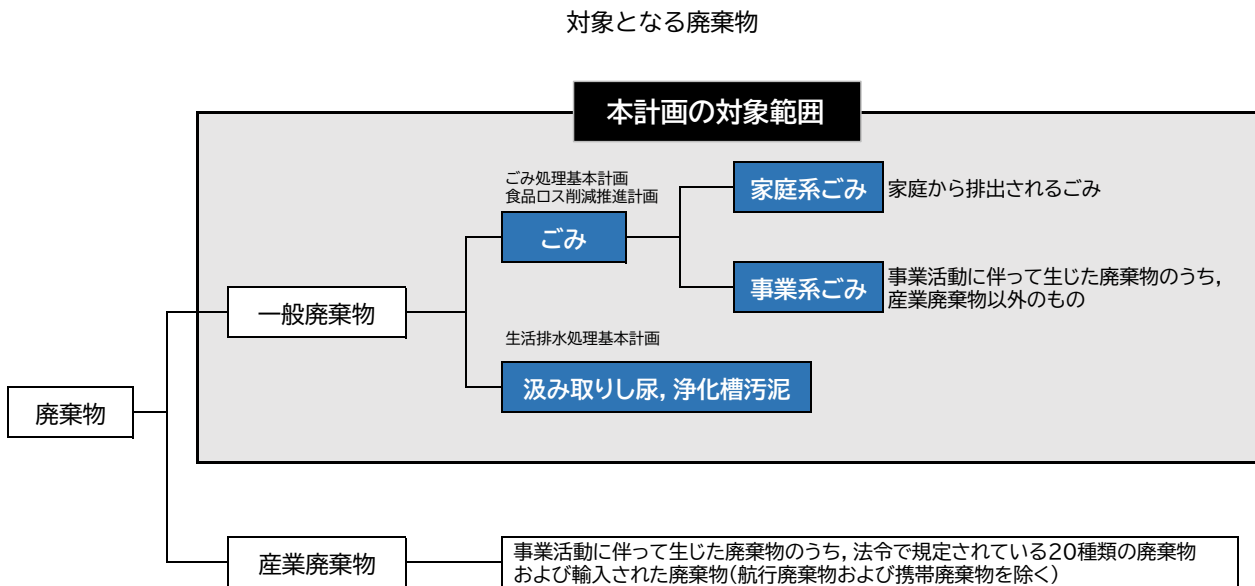 対象となる廃棄物
本計画の対象範囲
ごみ処理基本計画
食品ロス削減推進計画
ごみ
家庭系ごみ
家庭から排出されるごみ
事業系ごみ
事業活動に伴って生じた廃棄物のうち,
産業廃棄物以外のもの
一般廃棄物
生活排水処理基本計画
汲み取りし尿, 浄化槽汚泥
廃棄物
産業廃棄物
事業活動に伴って生じた廃棄物のうち, 法令で規定されている20種類の廃棄物
および輸入された廃棄物(航行廃棄物および携帯廃棄物を除く)